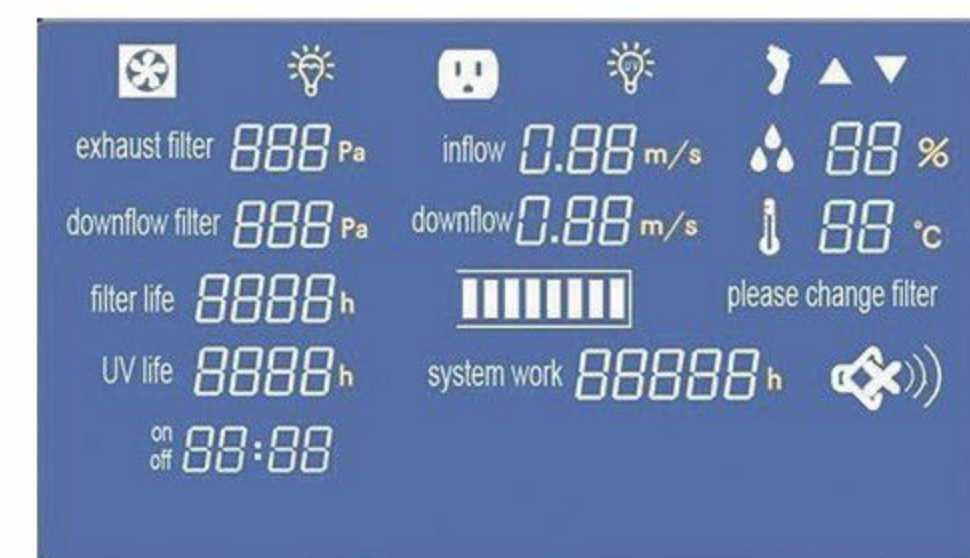 UV
exhaust filter 888 Pa inflow 0.88 m/s 88 %
downflow filter 888 Pa downflow 0.88 m/s 88 °C
filter life 8888 h please change filter
UV life 8888 h system work 88888 h
on
off 88:88